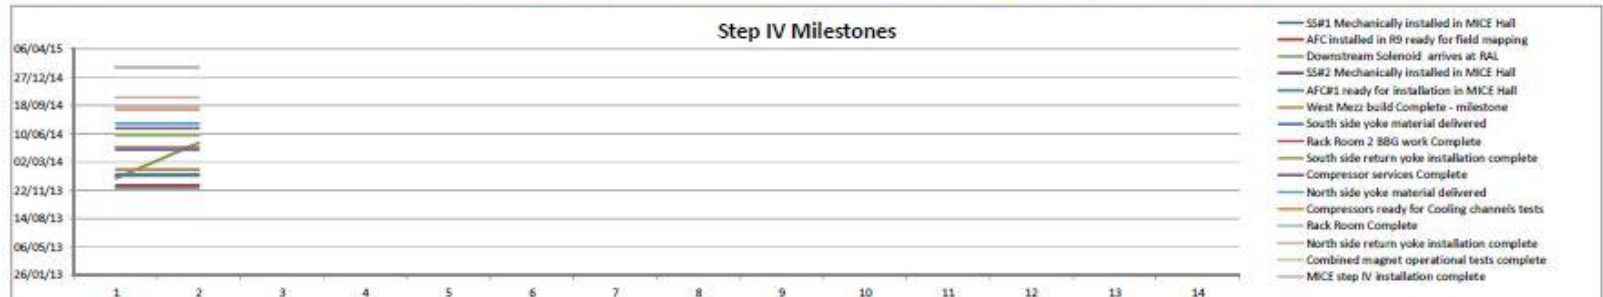 Step IV Milestones
06/04/15
27/12/14
18/09/14
10/06/14
02/03/14
22/11/13
14/08/13
06/05/13
26/01/13
1 2 3 4 5 6 7 8 9 10 11 12 13 14
SS#1 Mechanically installed in MICE Hall
AFC installed in R9 ready for field mapping
Downstream Solenoid arrives at RAL
SS#2 Mechanically installed in MICE Hall
AFC#1 ready for installation in MICE Hall
West Mezz build Complete - milestone
South side yoke material delivered
Rack Room 2 BBG work Complete
South side return yoke installation complete
Compressor services Complete
North side yoke material delivered
Compressors ready for Cooling channels tests
Rack Room Complete
North side return yoke installation complete
Combined magnet operational tests complete
MICE step IV installation complete